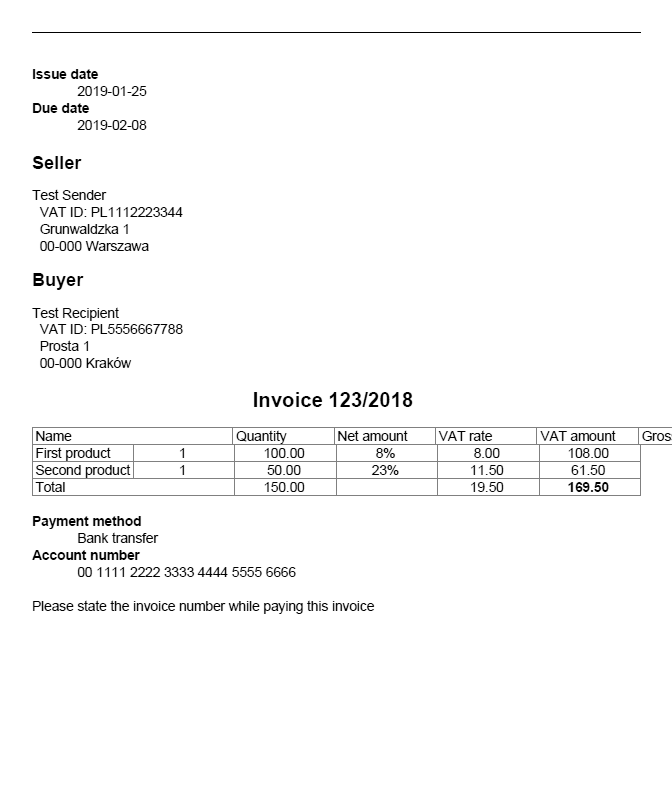 Issue date
2019-01-25
Due date
2019-02-08
Seller
Test Sender
VAT ID: PL1112223344
Grunwaldzka 1
00-000 Warszawa
Buyer
Test Recipient
VAT ID: PL5556667788
Prosta 1
00-000 Kraków
Invoice 123/2018
Name Quantity Net amount VAT rate VAT amount Gros
First product 1 100.00 8% 8.00 108.00
Second product 1 50.00 23% 11.50 61.50
Total 150.00 19.50 169.50
Payment method
Bank transfer
Account number
00 1111 2222 3333 4444 5555 6666
Please state the invoice number while paying this invoice